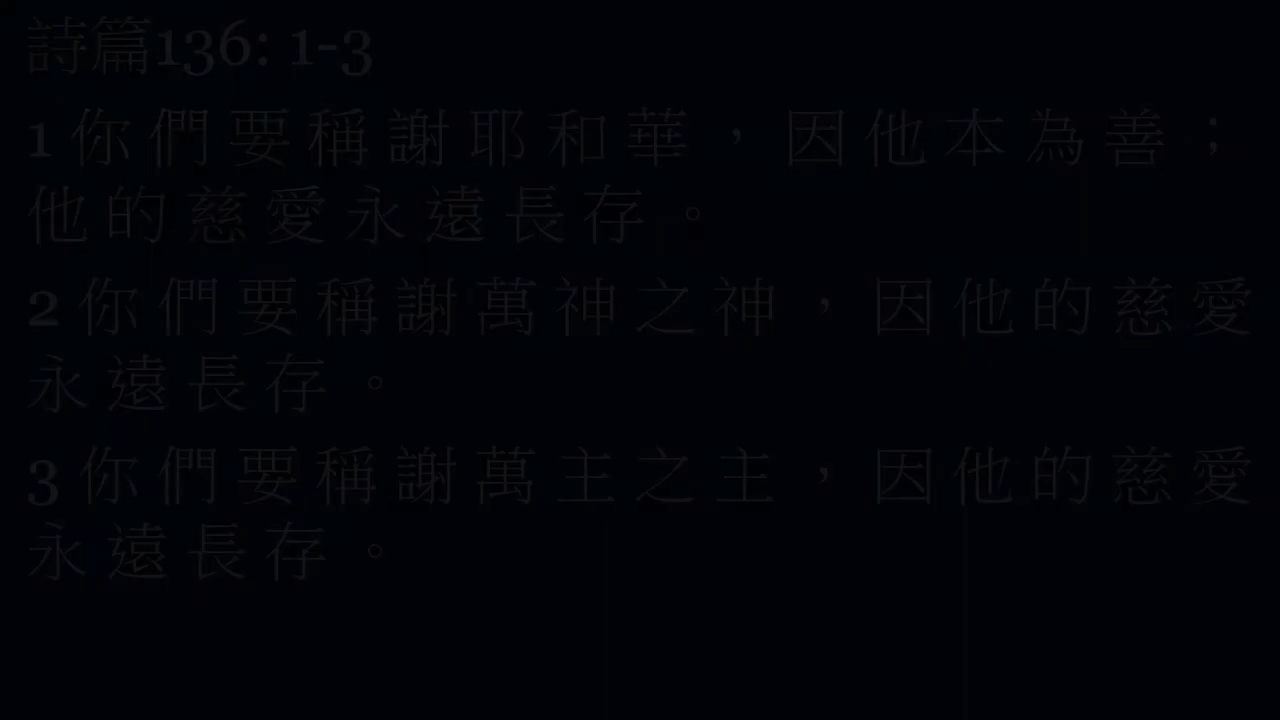 詩篇136: 1-3
1 你 們 要 稱 謝 耶 和 華 ， 因 他 本 為 善 ；
他 的 慈 愛 永 遠 長 存 。
2 你 們 要 稱 謝 萬 神 之 神 ， 因 他 的 慈 愛
永 遠 長 存 。
3 你 們 要 稱 謝 萬 主 之 主 ， 因 他 的 慈 愛
永 遠 長 存 。